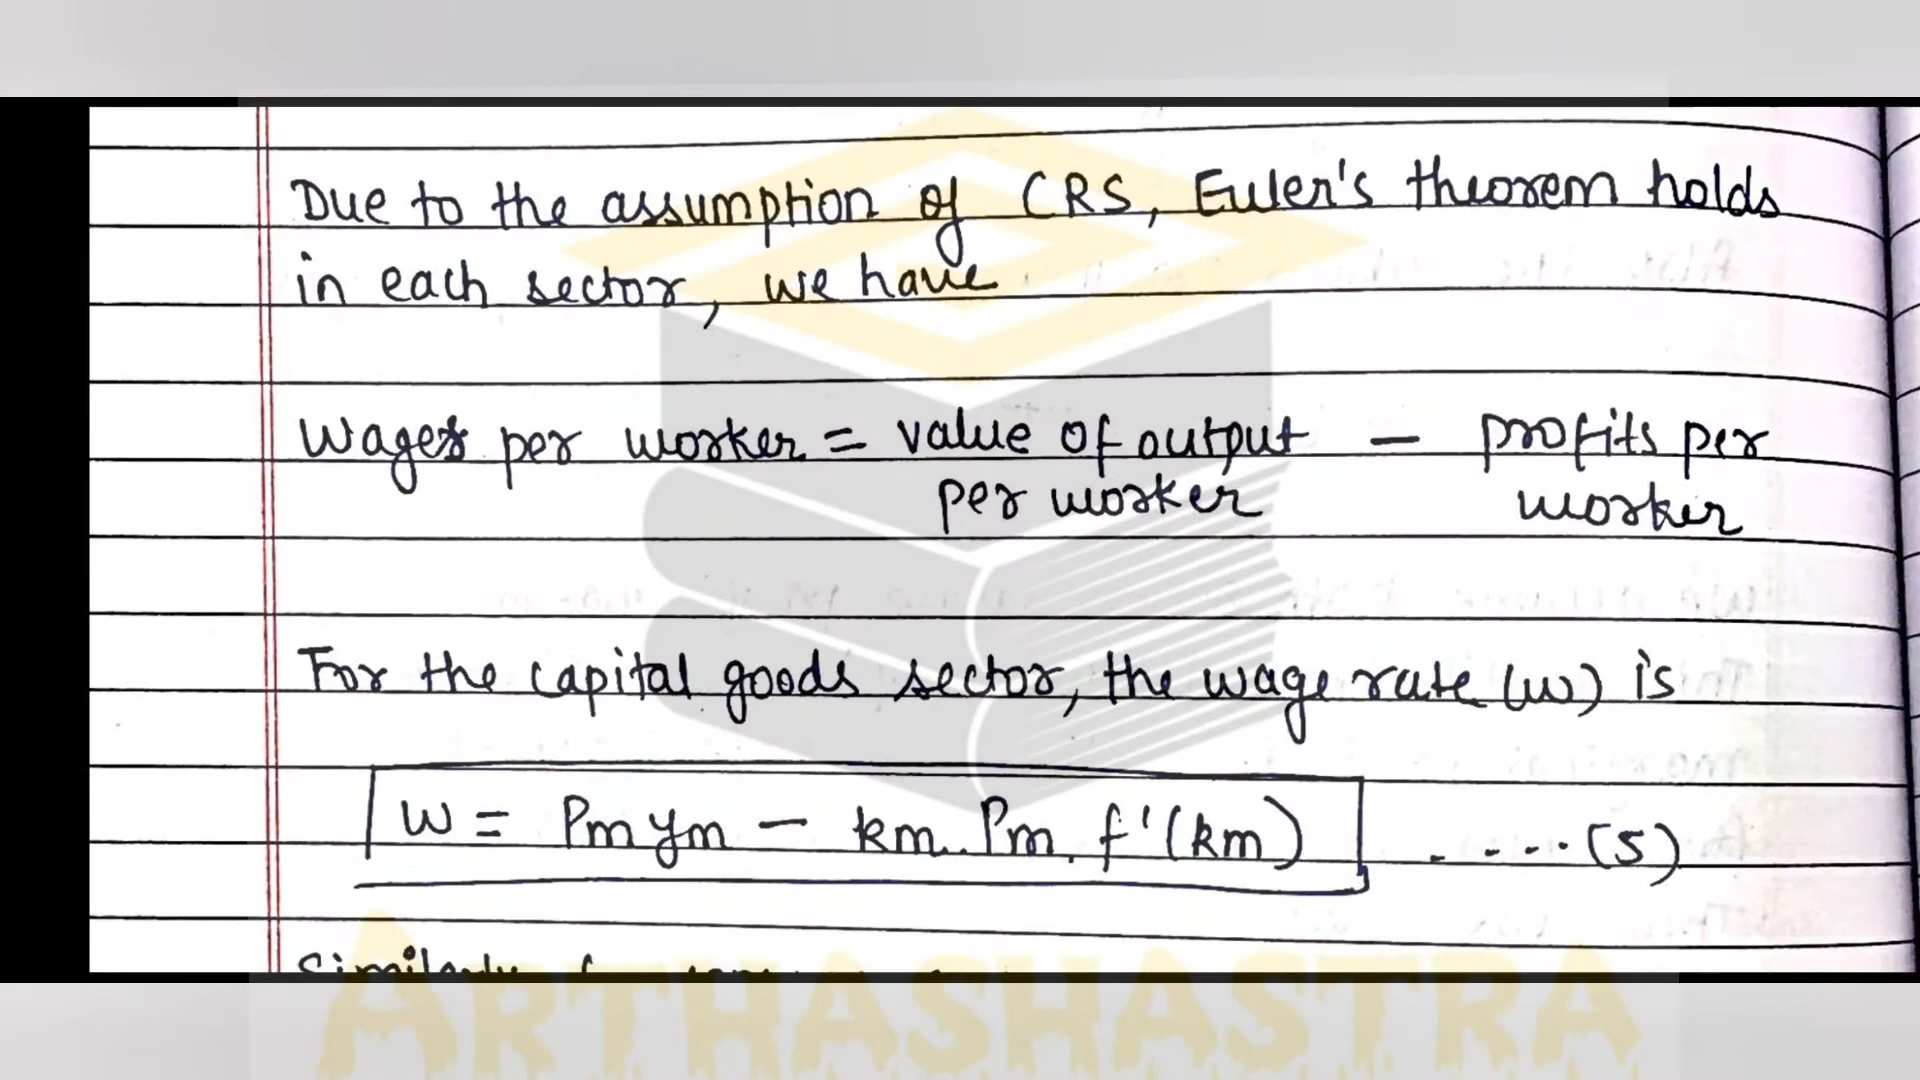 Due to the assumption of CRS, Euler's theorem holds
in each sector, we have
Wages per worker = value of output - profits per
per worker worker
For the capital goods sector, the wage rate (w) is
w = Pm ym - km. Pm. f'(km) . . . . . (5)
Similarly
ARTHASHASTRA